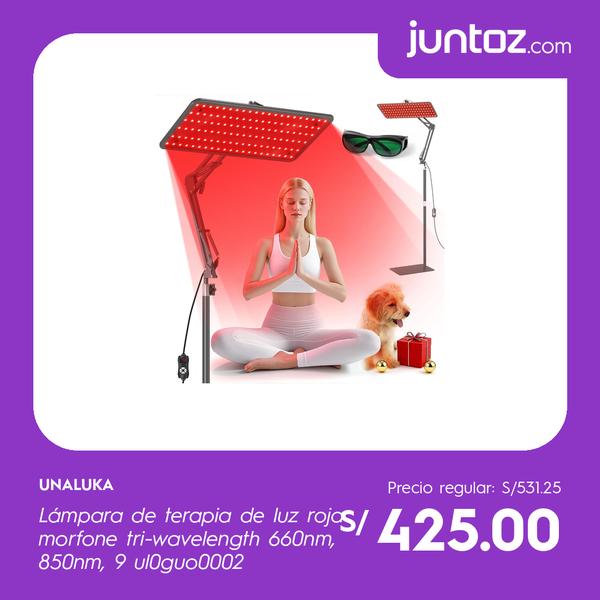 juntoz.com
UNALUKA
Lámpara de terapia de luz roja
morfone tri-wavelength 660nm,
850nm, 9 ul0guo0002
Precio regular: S/531.25
S/ 425.00